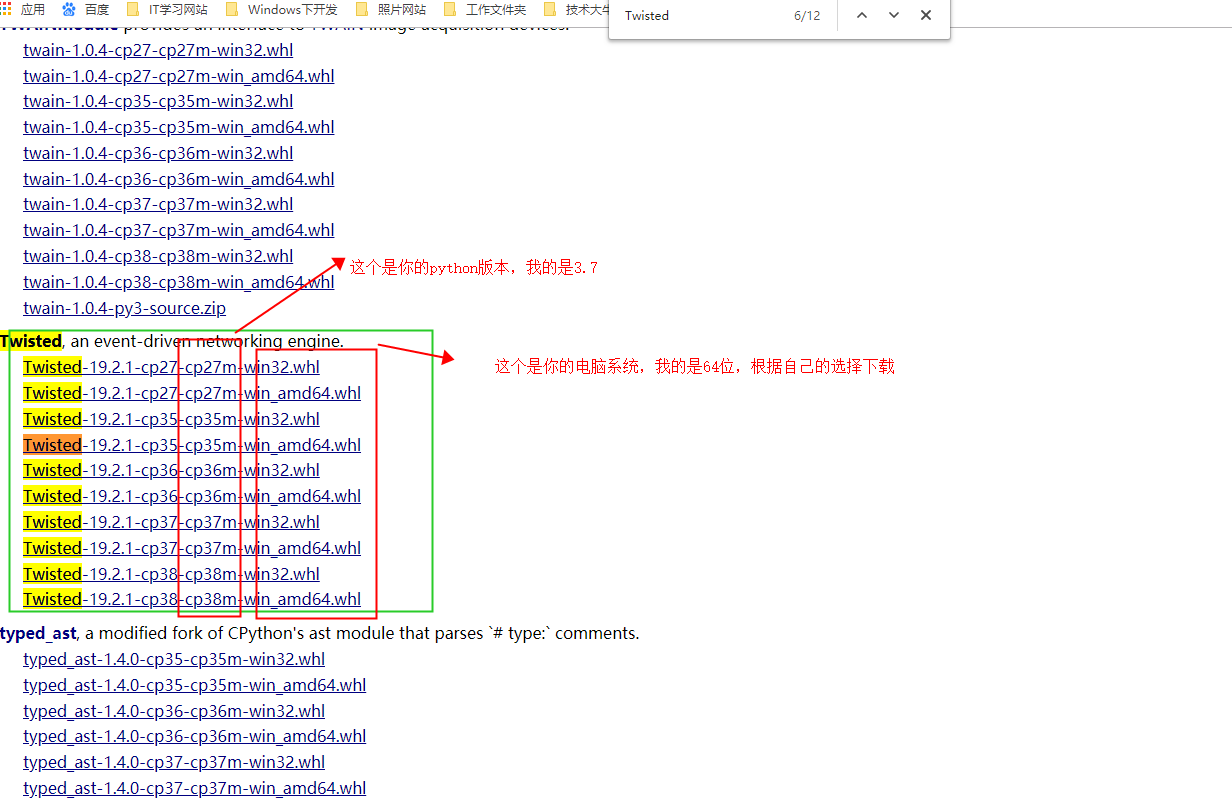 应用 百度 IT学习网站 Windows下开发 照片网站 工作文件夹 技术大牛
Twisted 6/12
TWAINmodule provides an interface to TWAIN image acquisition devices.
twain-1.0.4-cp27-cp27m-win32.whl
twain-1.0.4-cp27-cp27m-win_amd64.whl
twain-1.0.4-cp35-cp35m-win32.whl
twain-1.0.4-cp35-cp35m-win_amd64.whl
twain-1.0.4-cp36-cp36m-win32.whl
twain-1.0.4-cp36-cp36m-win_amd64.whl
twain-1.0.4-cp37-cp37m-win32.whl
twain-1.0.4-cp37-cp37m-win_amd64.whl
twain-1.0.4-cp38-cp38m-win32.whl
这个是你的python版本，我的是3.7
twain-1.0.4-cp38-cp38m-win_amd64.whl
twain-1.0.4-py3-source.zip
Twisted, an event-driven networking engine.
Twisted-19.2.1-cp27-cp27m-win32.whl
这个是你的电脑系统，我的是64位，根据自己的选择下载
Twisted-19.2.1-cp27-cp27m-win_amd64.whl
Twisted-19.2.1-cp35-cp35m-win32.whl
Twisted-19.2.1-cp35-cp35m-win_amd64.whl
Twisted-19.2.1-cp36-cp36m-win32.whl
Twisted-19.2.1-cp36-cp36m-win_amd64.whl
Twisted-19.2.1-cp37-cp37m-win32.whl
Twisted-19.2.1-cp37-cp37m-win_amd64.whl
Twisted-19.2.1-cp38-cp38m-win32.whl
Twisted-19.2.1-cp38-cp38m-win_amd64.whl
typed_ast, a modified fork of CPython's ast module that parses `# type:` comments.
typed_ast-1.4.0-cp35-cp35m-win32.whl
typed_ast-1.4.0-cp35-cp35m-win_amd64.whl
typed_ast-1.4.0-cp36-cp36m-win32.whl
typed_ast-1.4.0-cp36-cp36m-win_amd64.whl
typed_ast-1.4.0-cp37-cp37m-win32.whl
typed_ast-1.4.0-cp37-cp37m-win_amd64.whl